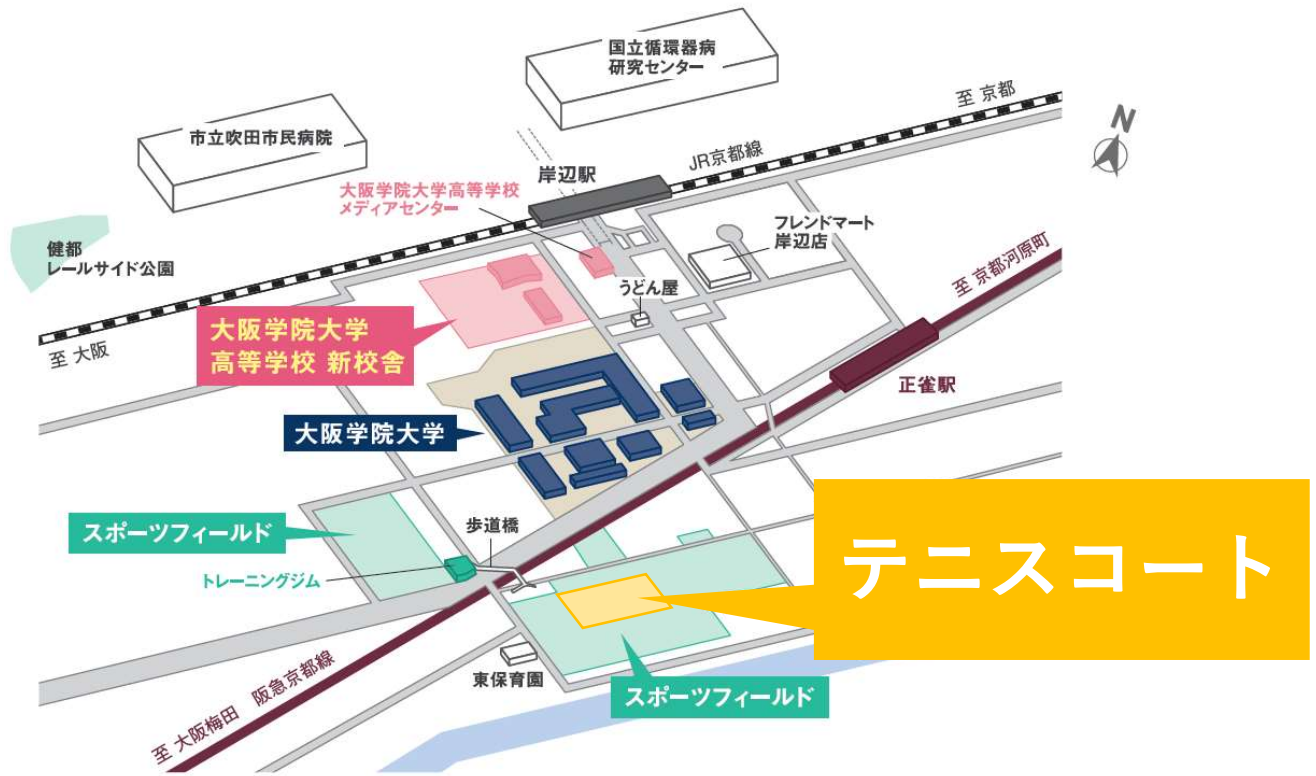 国立循環器病
研究センター
至 京都
N
市立吹田市民病院
JR京都線
岸辺駅
大阪学院大学高等学校
メディアセンター
フレンドマート
岸辺店
健都
レールサイド公園
うどん屋
至 京都河原町
大阪学院大学
高等学校 新校舎
至 大阪
正雀駅
大阪学院大学
スポーツフィールド
歩道橋
テニスコート
トレーニングジム
東保育園
スポーツフィールド
至 大阪梅田 阪急京都線